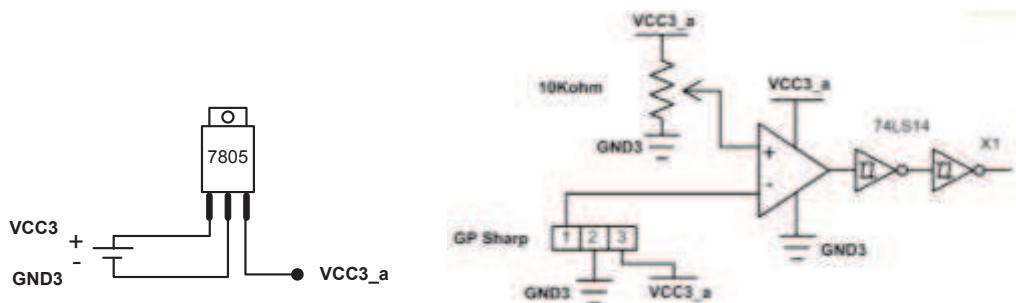 7805
VCC3
+
-
GND3
VCC3_a
VCC3_a
10Kohm
GND3
VCC3_a
+
-
74LS14
X1
GND3
GP Sharp
1 2 3
GND3
VCC3_a